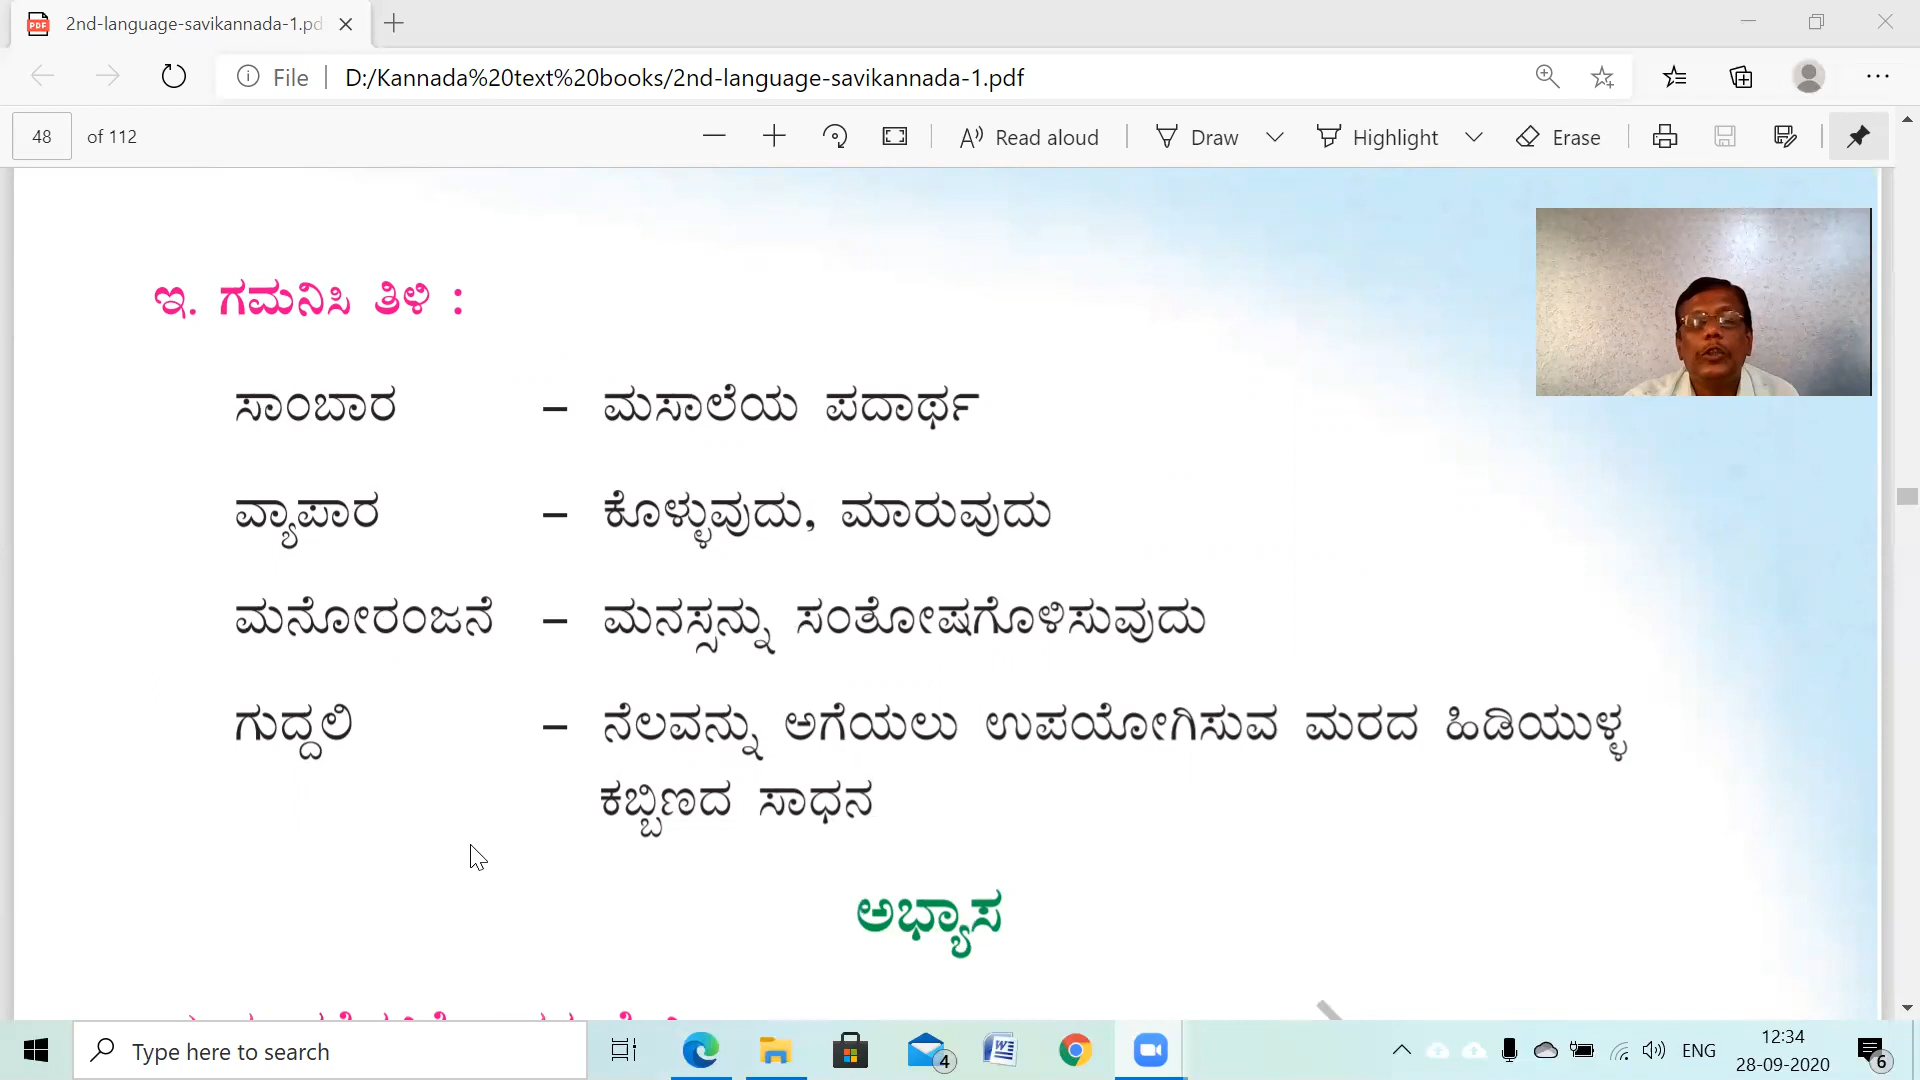 2nd-language-savikannada-1.pd
File
D:/Kannada%20text%20books/2nd-language-savikannada-1.pdf
48 of 112
Read aloud
Draw
Highlight
Erase
ಇ. ಗಮನಿಸಿ ತಿಳಿ :
ಸಾಂಬಾರ – ಮಸಾಲೆಯ ಪದಾರ್ಥ
ವ್ಯಾಪಾರ – ಕೊಳ್ಳುವುದು, ಮಾರುವುದು
ಮನೋರಂಜನೆ – ಮನಸ್ಸನ್ನು ಸಂತೋಷಗೊಳಿಸುವುದು
ಗುದ್ದಲಿ – ನೆಲವನ್ನು ಅಗೆಯಲು ಉಪಯೋಗಿಸುವ ಮರದ ಹಿಡಿಯುಳ್ಳ
ಕಬ್ಬಿಣದ ಸಾಧನ
ಅಭ್ಯಾಸ
Type here to search
4
ENG
12:34
28-09-2020
6